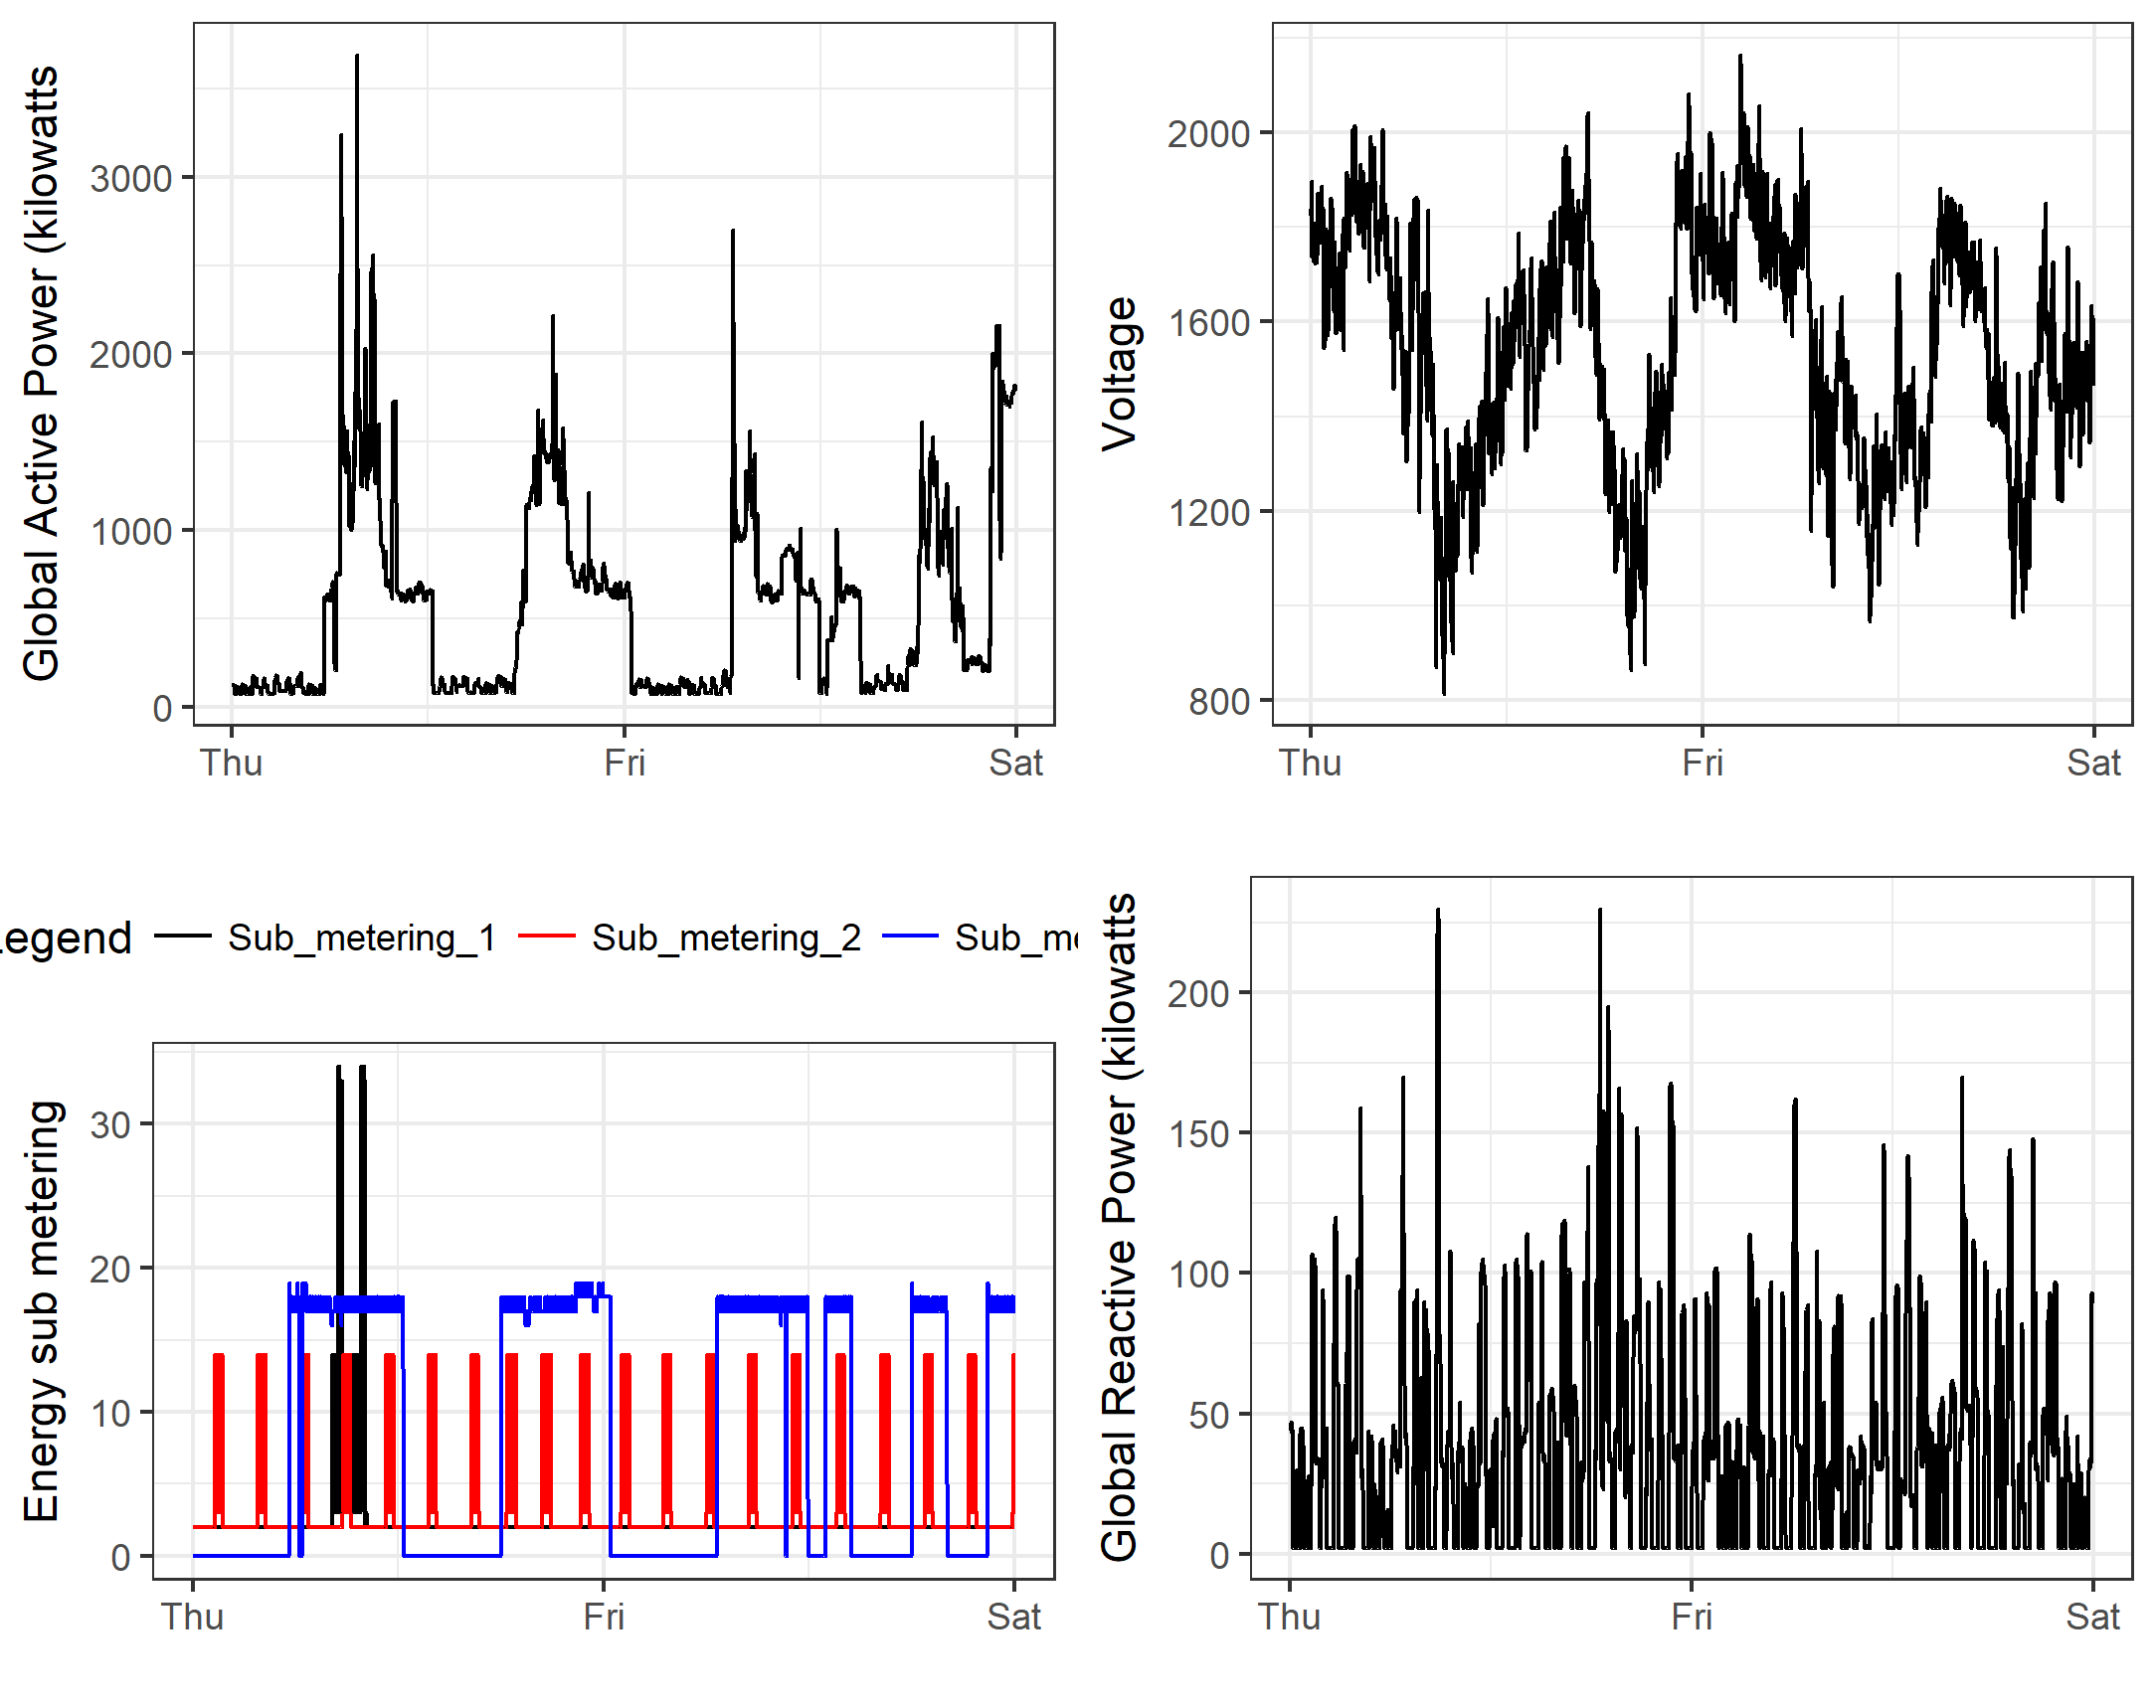 Global Active Power (kilowatts
3000
2000
1000
0
Thu Fri Sat
Voltage
2000
1600
1200
800
Thu Fri Sat
Legend Sub_metering_1 Sub_metering_2 Sub_me
Energy sub metering
30
20
10
0
Thu Fri Sat
Global Reactive Power (kilowatts
200
150
100
50
0
Thu Fri Sat